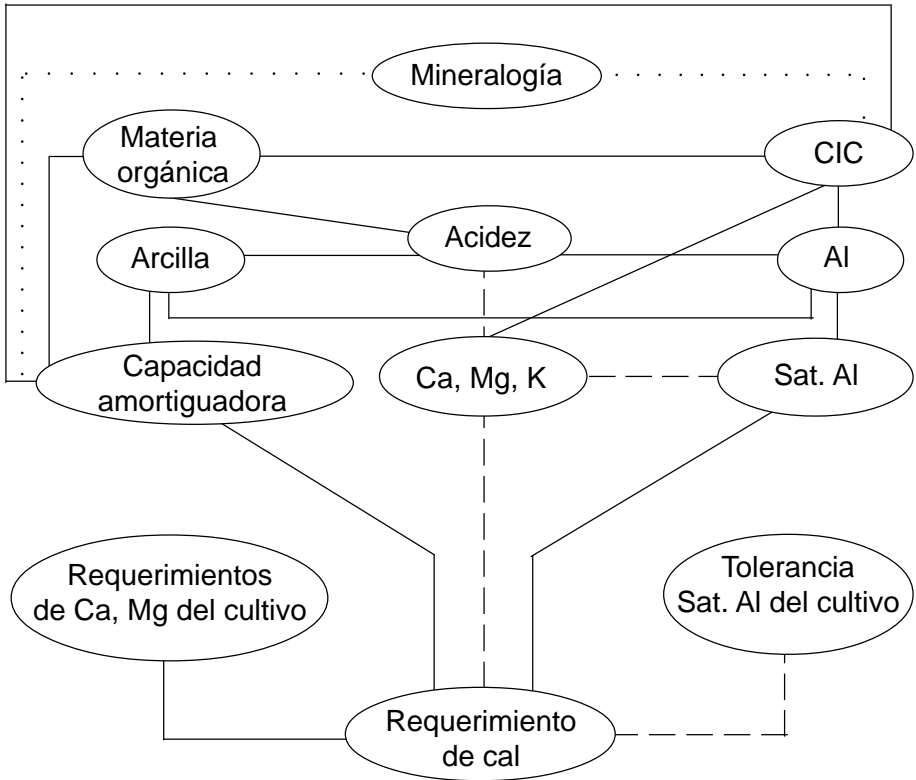 Mineralogía
Materia
orgánica
CIC
Acidez
Arcilla
Al
Capacidad
amortiguadora
Ca, Mg, K
Sat. Al
Requerimientos
de Ca, Mg del cultivo
Tolerancia
Sat. Al del cultivo
Requerimiento
de cal